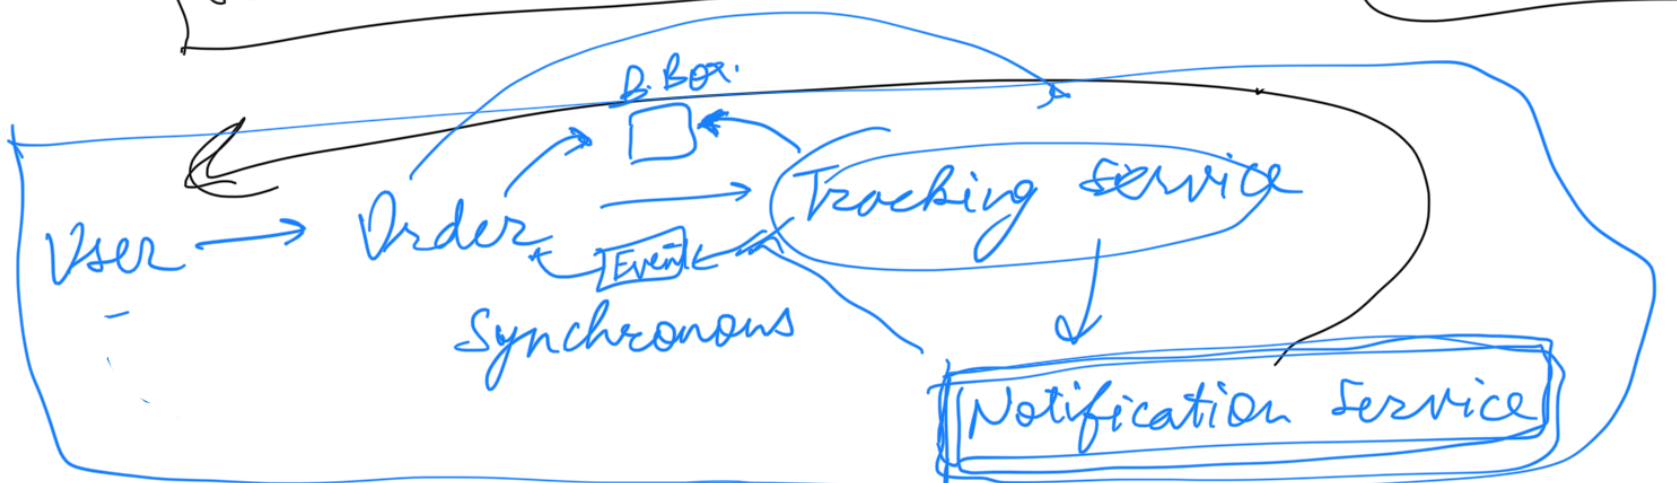 B. Box.
Tracking Service
User Order
Event
Synchronous
Notification Service